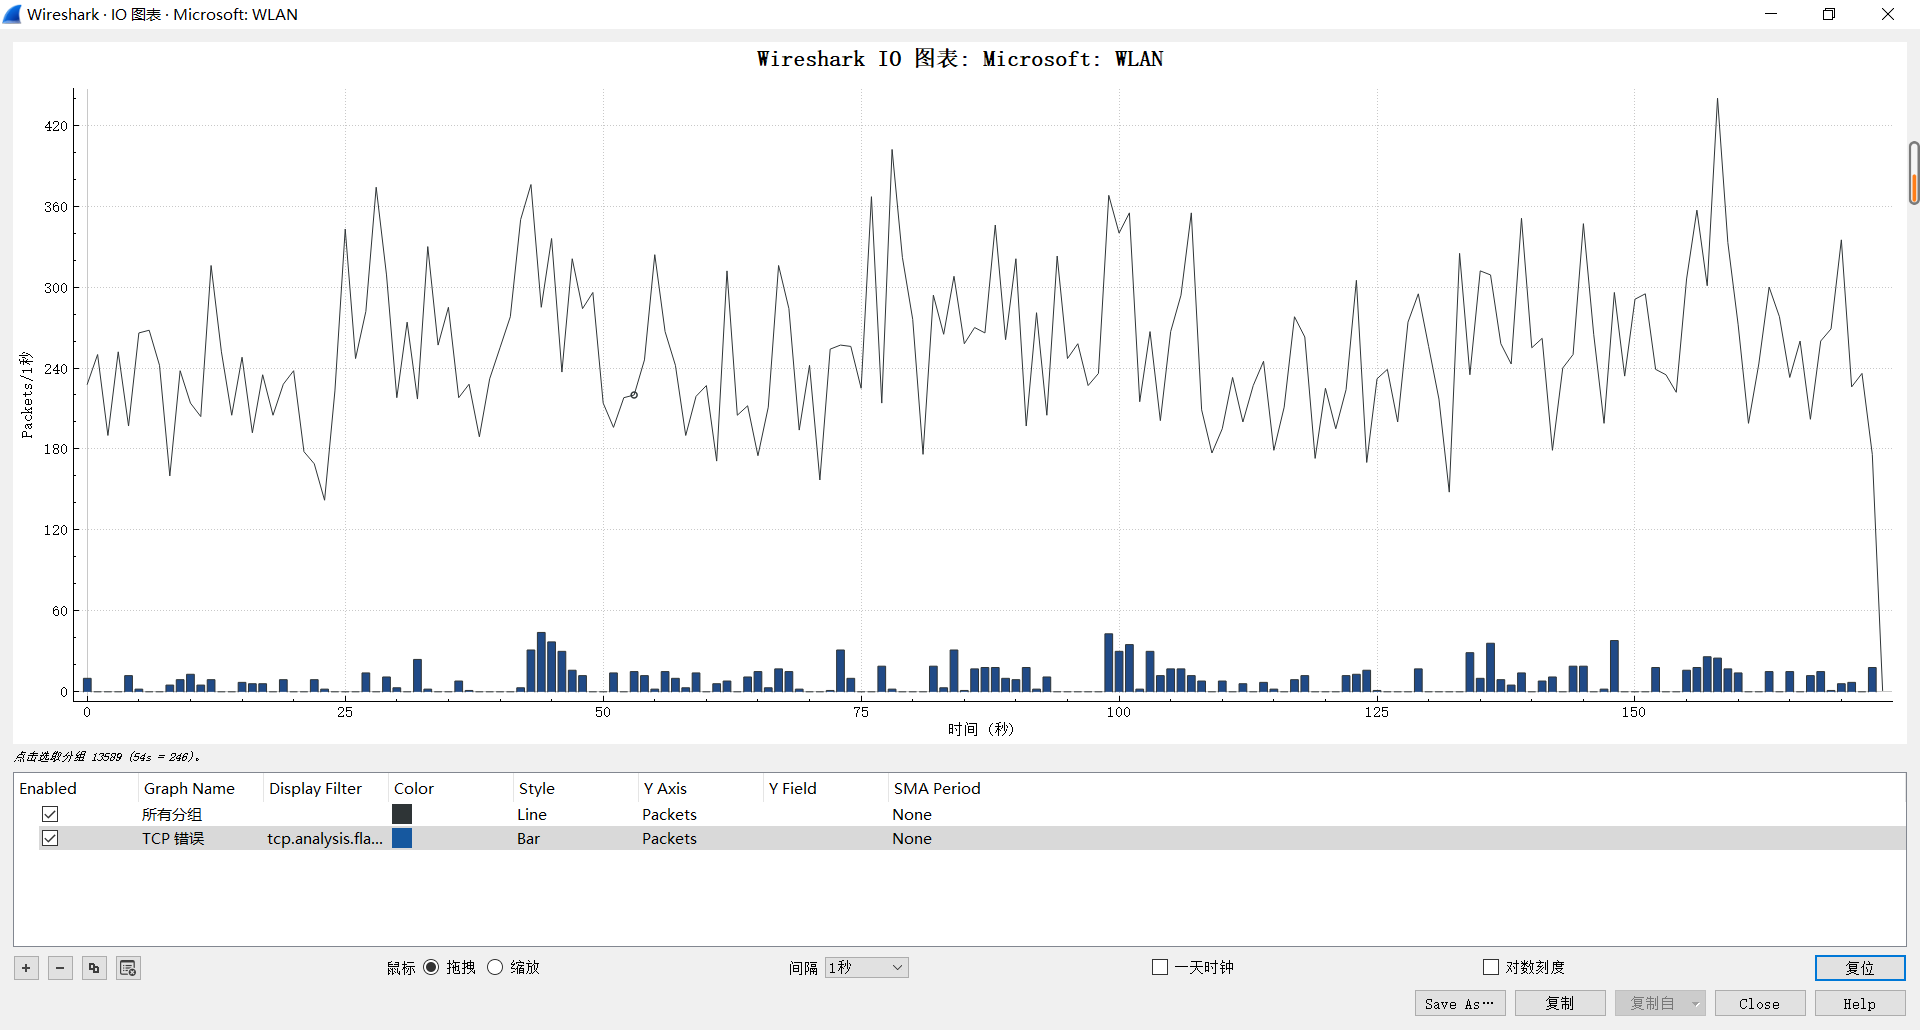 Wireshark · IO 图表 · Microsoft: WLAN
Wireshark IO 图表: Microsoft: WLAN
420
360
300
240
180
120
60
0
Packets/1秒
0 25 50 75 100 125 150
时间 (秒)
点击选取分组 13589 (54s = 246)。
Enabled Graph Name Display Filter Color Style Y Axis Y Field SMA Period
所有分组 Line Packets None
TCP 错误 tcp.analysis.fla... Bar Packets None
+ − 鼠标 拖拽 缩放 间隔 1秒 一天时钟 对数刻度 复位
Save As… 复制 复制自 Close Help